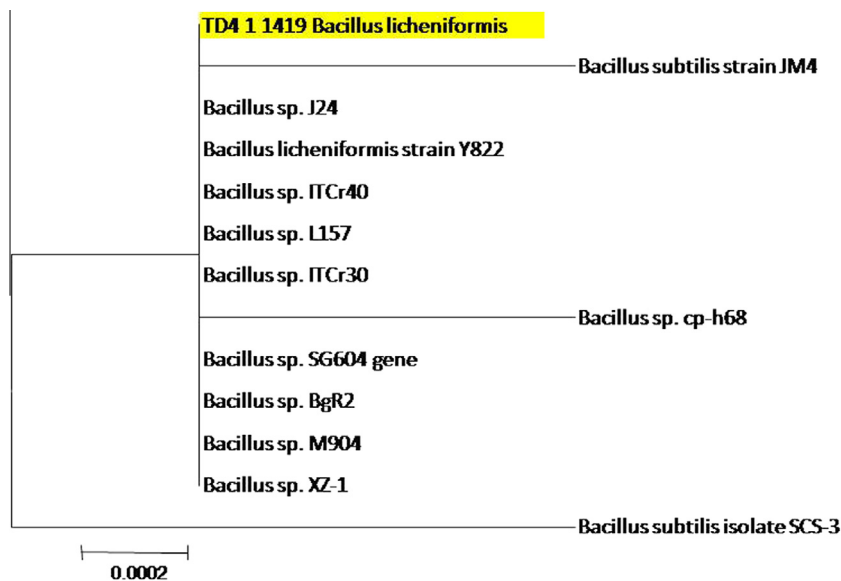 TD4 1 1419 Bacillus licheniformis
Bacillus subtilis strain JM4
Bacillus sp. J24
Bacillus licheniformis strain Y822
Bacillus sp. ITCr40
Bacillus sp. L157
Bacillus sp. ITCr30
Bacillus sp. cp-h68
Bacillus sp. SG604 gene
Bacillus sp. BgR2
Bacillus sp. M904
Bacillus sp. XZ-1
Bacillus subtilis isolate SCS-3
0.0002